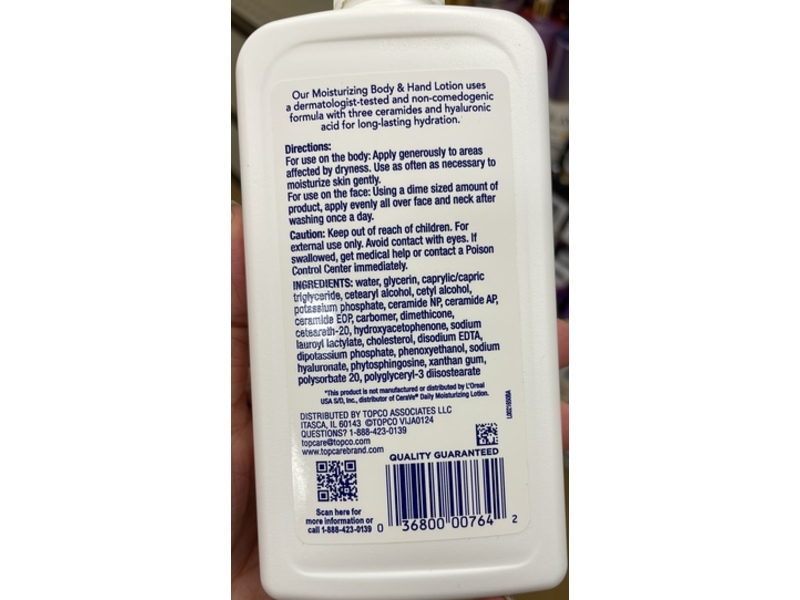 Our Moisturizing Body & Hand Lotion uses
a dermatologist-tested and non-comedogenic
formula with three ceramides and hyaluronic
acid for long-lasting hydration.
Directions:
For use on the body: Apply generously to areas
affected by dryness. Use as often as necessary to
moisturize skin gently.
For use on the face: Using a dime sized amount of
product, apply evenly all over face and neck after
washing once a day.
Caution: Keep out of reach of children. For
external use only. Avoid contact with eyes. If
swallowed, get medical help or contact a Poison
Control Center immediately.
INGREDIENTS: water, glycerin, caprylic/capric
triglyceride, cetearyl alcohol, cetyl alcohol,
potassium phosphate, ceramide NP, ceramide AP,
ceramide EOP, carbomer, dimethicone,
ceteareth-20, hydroxyacetophenone, sodium
lauroyl lactylate, cholesterol, disodium EDTA,
dipotassium phosphate, phenoxyethanol, sodium
hyaluronate, phytosphingosine, xanthan gum,
polysorbate 20, polyglyceryl-3 diisostearate
*This product is not manufactured or distributed by L'Oreal
USA S/D, Inc., distributor of CeraVe® Daily Moisturizing Lotion.
DISTRIBUTED BY TOPCO ASSOCIATES LLC
ITASCA, IL 60143 ©TOPCO VIJA0124
QUESTIONS? 1-888-423-0139
topcare@topco.com
www.topcarebrand.com
QUALITY GUARANTEED
Scan here for
more information or
call 1-888-423-0139
0 36800 00764 2